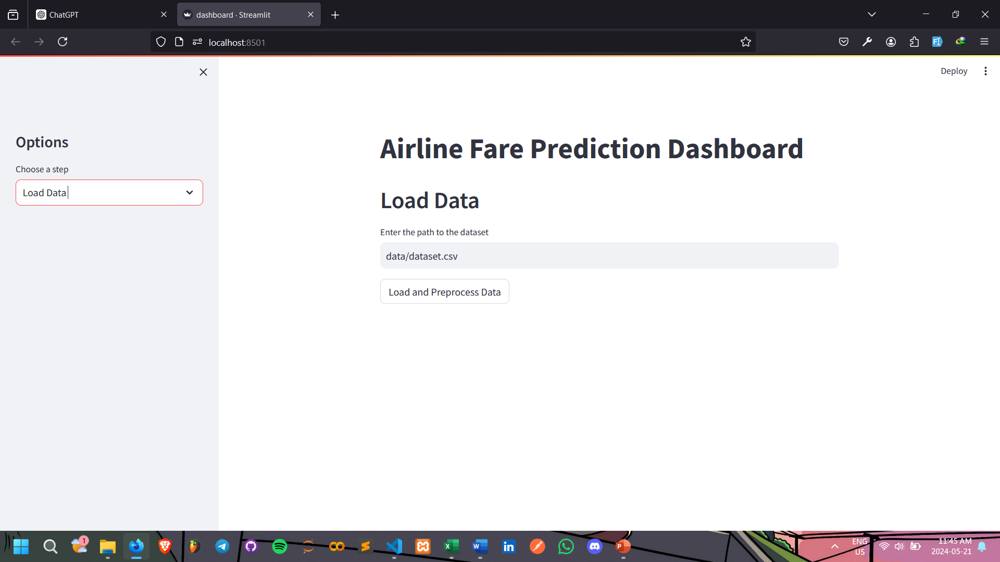 ChatGPT
dashboard · Streamlit
localhost:8501
Deploy
Options
Choose a step
Load Data
Airline Fare Prediction Dashboard
Load Data
Enter the path to the dataset
data/dataset.csv
Load and Preprocess Data
1
ENG
US
11:45 AM
2024-05-21